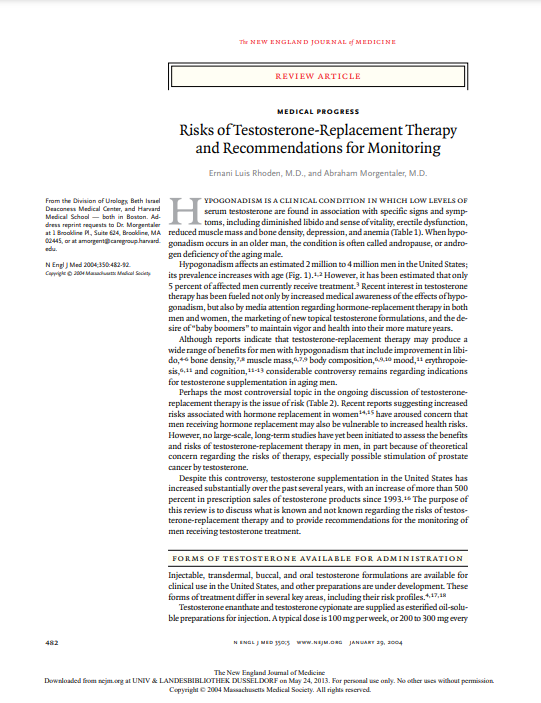 The NEW ENGLAND JOURNAL of MEDICINE
REVIEW ARTICLE
MEDICAL PROGRESS
Risks of Testosterone-Replacement Therapy
and Recommendations for Monitoring
Ernani Luis Rhoden, M.D., and Abraham Morgentaler, M.D.
From the Division of Urology, Beth Israel
Deaconess Medical Center, and Harvard
Medical School — both in Boston. Ad-
dress reprint requests to Dr. Morgentaler
at 1 Brookline Pl., Suite 624, Brookline, MA
02445, or at amorgent@caregroup.harvard.
edu.
N Engl J Med 2004;350:482-92.
Copyright © 2004 Massachusetts Medical Society.
HYPOGONADISM IS A CLINICAL CONDITION IN WHICH LOW LEVELS OF
serum testosterone are found in association with specific signs and symp-
toms, including diminished libido and sense of vitality, erectile dysfunction,
reduced muscle mass and bone density, depression, and anemia (Table 1). When hypo-
gonadism occurs in an older man, the condition is often called andropause, or andro-
gen deficiency of the aging male.
Hypogonadism affects an estimated 2 million to 4 million men in the United States;
its prevalence increases with age (Fig. 1).1,2 However, it has been estimated that only
5 percent of affected men currently receive treatment.3 Recent interest in testosterone
therapy has been fueled not only by increased medical awareness of the effects of hypo-
gonadism, but also by media attention regarding hormone-replacement therapy in both
men and women, the marketing of new topical testosterone formulations, and the de-
sire of “baby boomers” to maintain vigor and health into their more mature years.
Although reports indicate that testosterone-replacement therapy may produce a
wide range of benefits for men with hypogonadism that include improvement in libi-
do,4-6 bone density,7,8 muscle mass,6,7,9 body composition,6,9,10 mood,11 erythropoie-
sis,6,11 and cognition,11-13 considerable controversy remains regarding indications
for testosterone supplementation in aging men.
Perhaps the most controversial topic in the ongoing discussion of testosterone-
replacement therapy is the issue of risk (Table 2). Recent reports suggesting increased
risks associated with hormone replacement in women14,15 have aroused concern that
men receiving hormone replacement may also be vulnerable to increased health risks.
However, no large-scale, long-term studies have yet been initiated to assess the benefits
and risks of testosterone-replacement therapy in men, in part because of theoretical
concern regarding the risks of therapy, especially possible stimulation of prostate
cancer by testosterone.
Despite this controversy, testosterone supplementation in the United States has
increased substantially over the past several years, with an increase of more than 500
percent in prescription sales of testosterone products since 1993.16 The purpose of
this review is to discuss what is known and not known regarding the risks of testos-
terone-replacement therapy and to provide recommendations for the monitoring of
men receiving testosterone treatment.
FORMS OF TESTOSTERONE AVAILABLE FOR ADMINISTRATION
Injectable, transdermal, buccal, and oral testosterone formulations are available for
clinical use in the United States, and other preparations are under development. These
forms of treatment differ in several key areas, including their risk profiles.4,17,18
Testosterone enanthate and testosterone cypionate are supplied as esterified oil-solu-
ble preparations for injection. A typical dose is 100 mg per week, or 200 to 300 mg every
482
N ENGL J MED 350;5 WWW.NEJM.ORG JANUARY 29, 2004
The New England Journal of Medicine
Downloaded from nejm.org at UNIV & LANDESBIBLIOTHEK DUSSELDORF on May 24, 2013. For personal use only. No other uses without permission.
Copyright © 2004 Massachusetts Medical Society. All rights reserved.